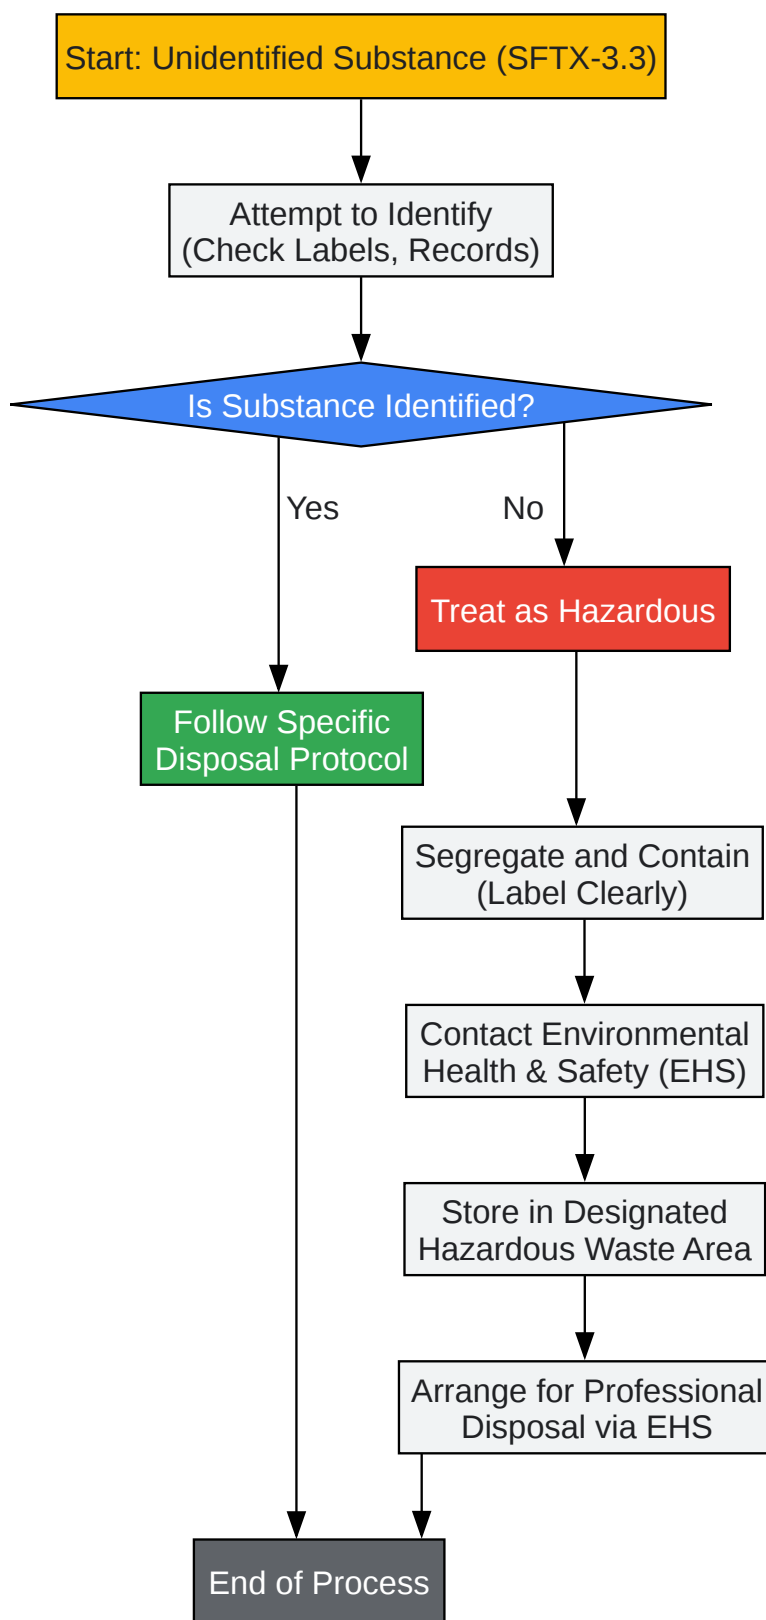 Start: Unidentified Substance (SFTX-3.3)
Attempt to Identify
(Check Labels, Records)
Is Substance Identified?
Yes
No
Treat as Hazardous
Follow Specific
Disposal Protocol
Segregate and Contain
(Label Clearly)
Contact Environmental
Health & Safety (EHS)
Store in Designated
Hazardous Waste Area
Arrange for Professional
Disposal via EHS
End of Process